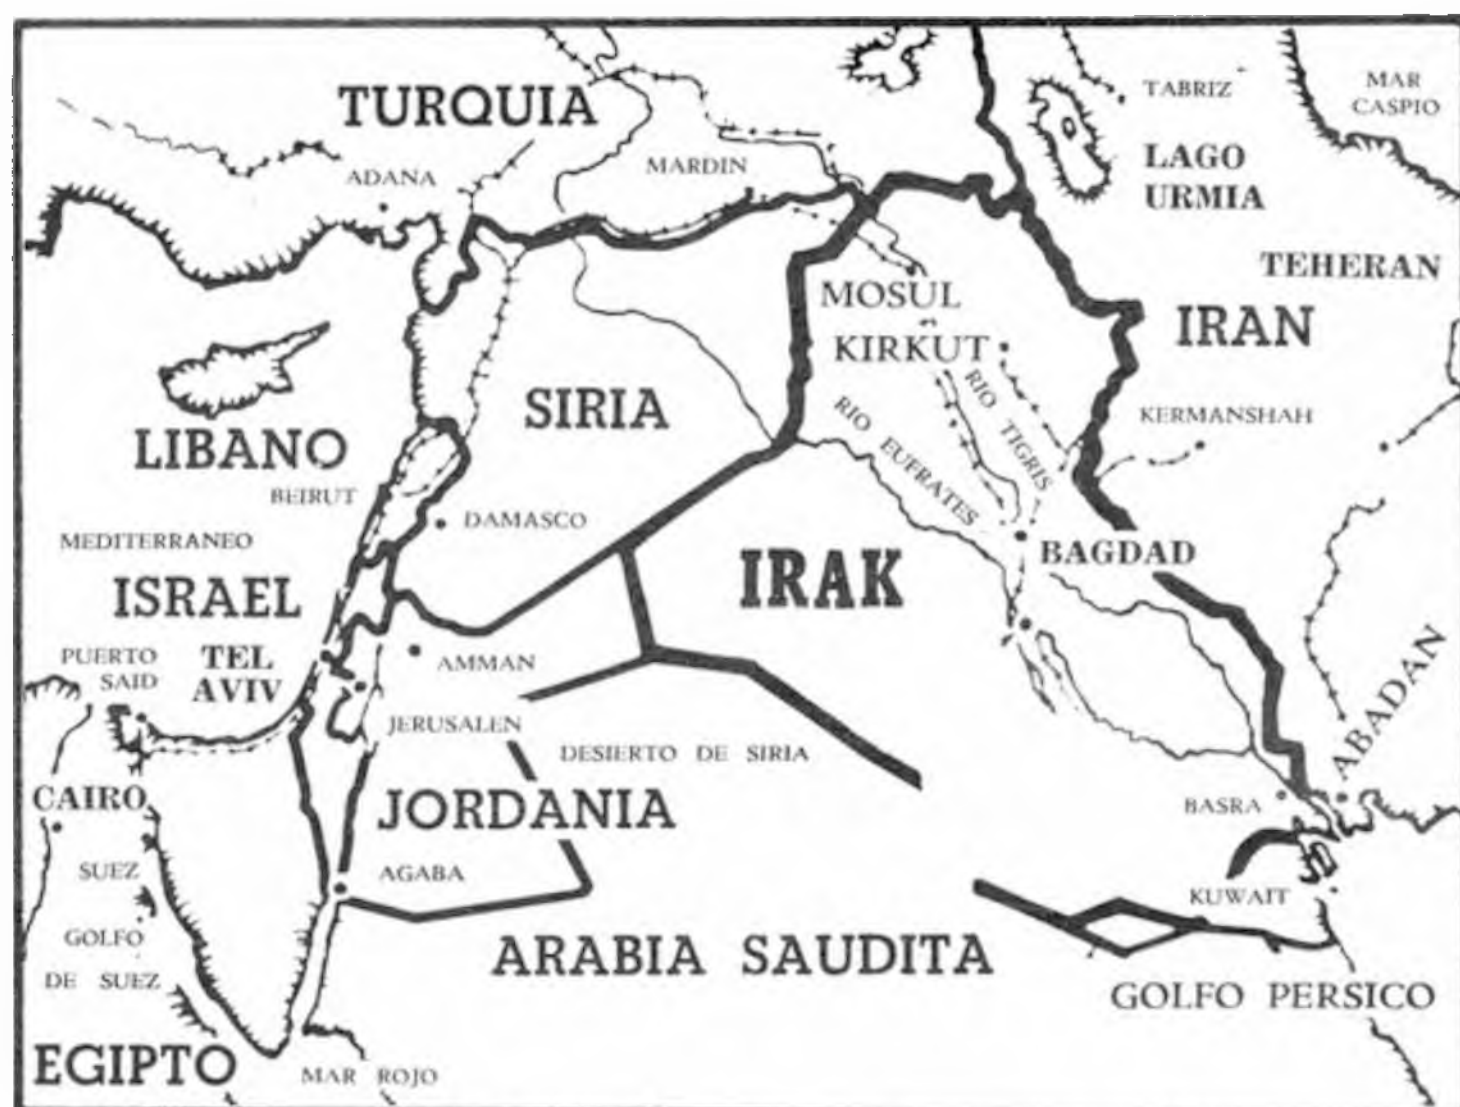 TURQUIA
TABRIZ
MAR
CASPIO
ADANA
MARDIN
LAGO
URMIA
TEHERAN
MOSUL
IRAN
KIRKUT
SIRIA
RIO TIGRIS
RIO EUFRATES
KERMANSHAH
LIBANO
BEIRUT
DAMASCO
MEDITERRANEO
BAGDAD
ISRAEL
IRAK
PUERTO
SAID
TEL
AVIV
AMMAN
ABADAN
JERUSALEN
DESIERTO DE SIRIA
CAIRO
JORDANIA
BASRA
SUEZ
AGABA
KUWAIT
GOLFO
DE SUEZ
ARABIA SAUDITA
GOLFO PERSICO
EGIPTO
MAR ROJO